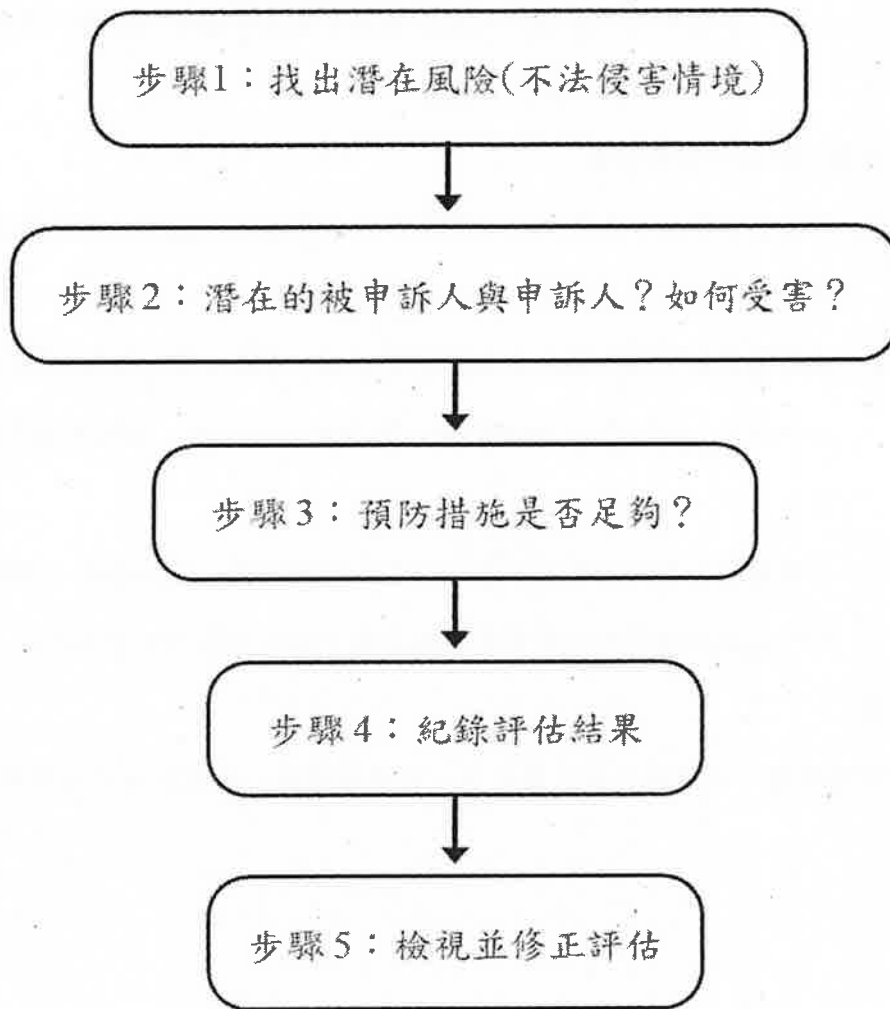 步驟1：找出潛在風險(不法侵害情境)
步驟2：潛在的被申訴人與申訴人？如何受害？
步驟3：預防措施是否足夠？
步驟4：紀錄評估結果
步驟5：檢視並修正評估